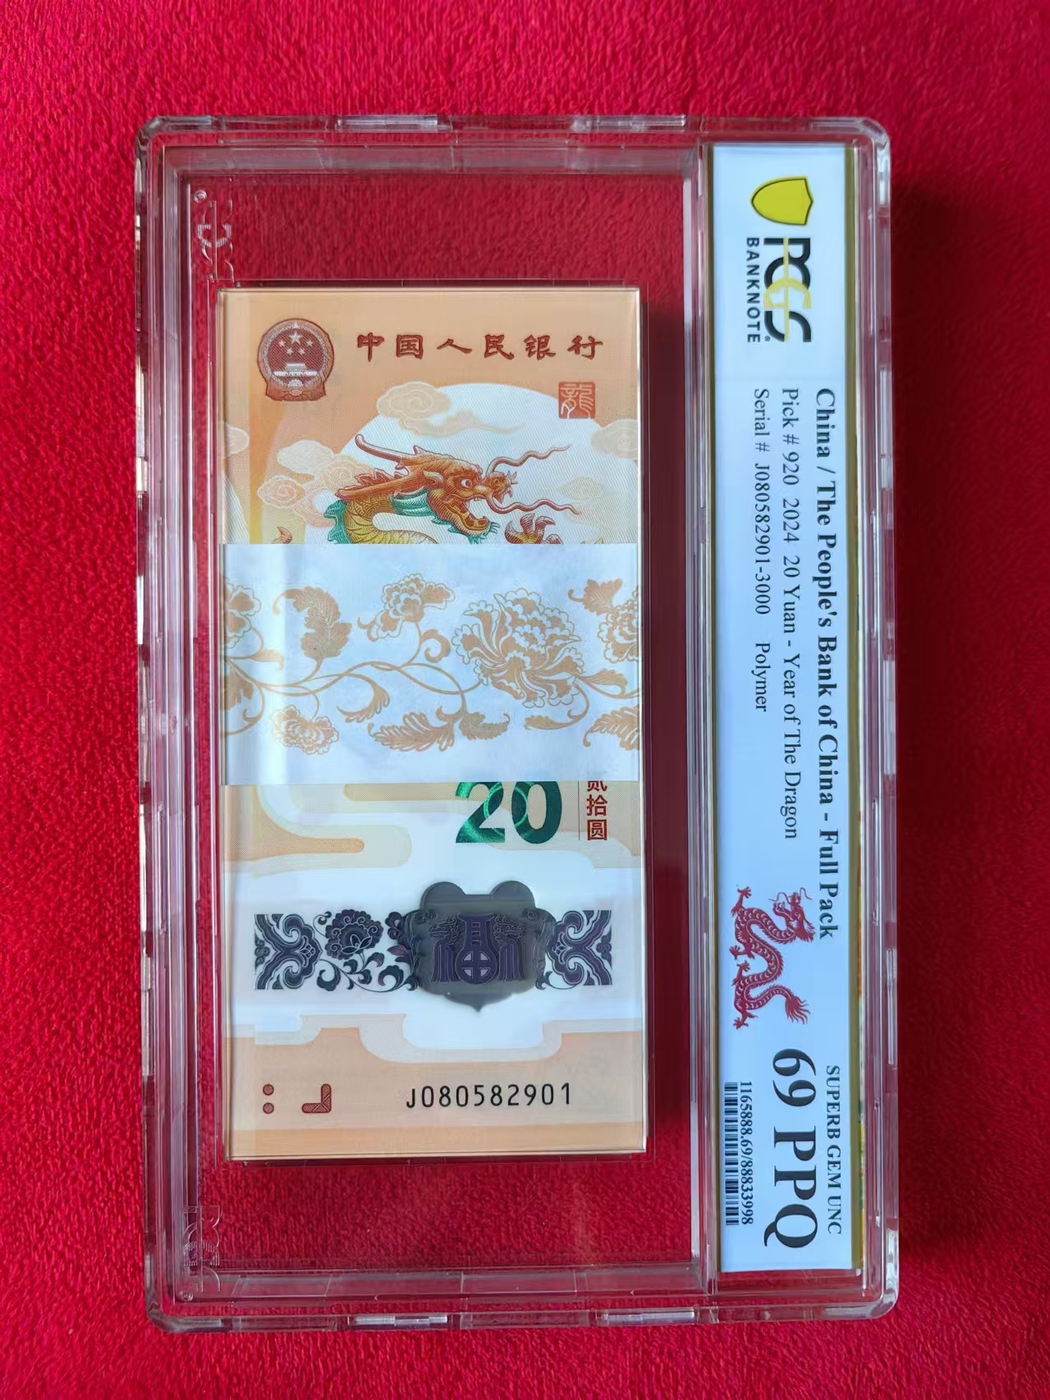 中国人民银行
龍
20
贰拾圆
J080582901
PCGS
BANKNOTE
China / The People's Bank of China - Full Pack
Pick # 920 2024 20 Yuan - Year of The Dragon
Serial # J080582901-3000 Polymer
SUPERB GEM UNC
69 PPQ
1165888.69/88833998